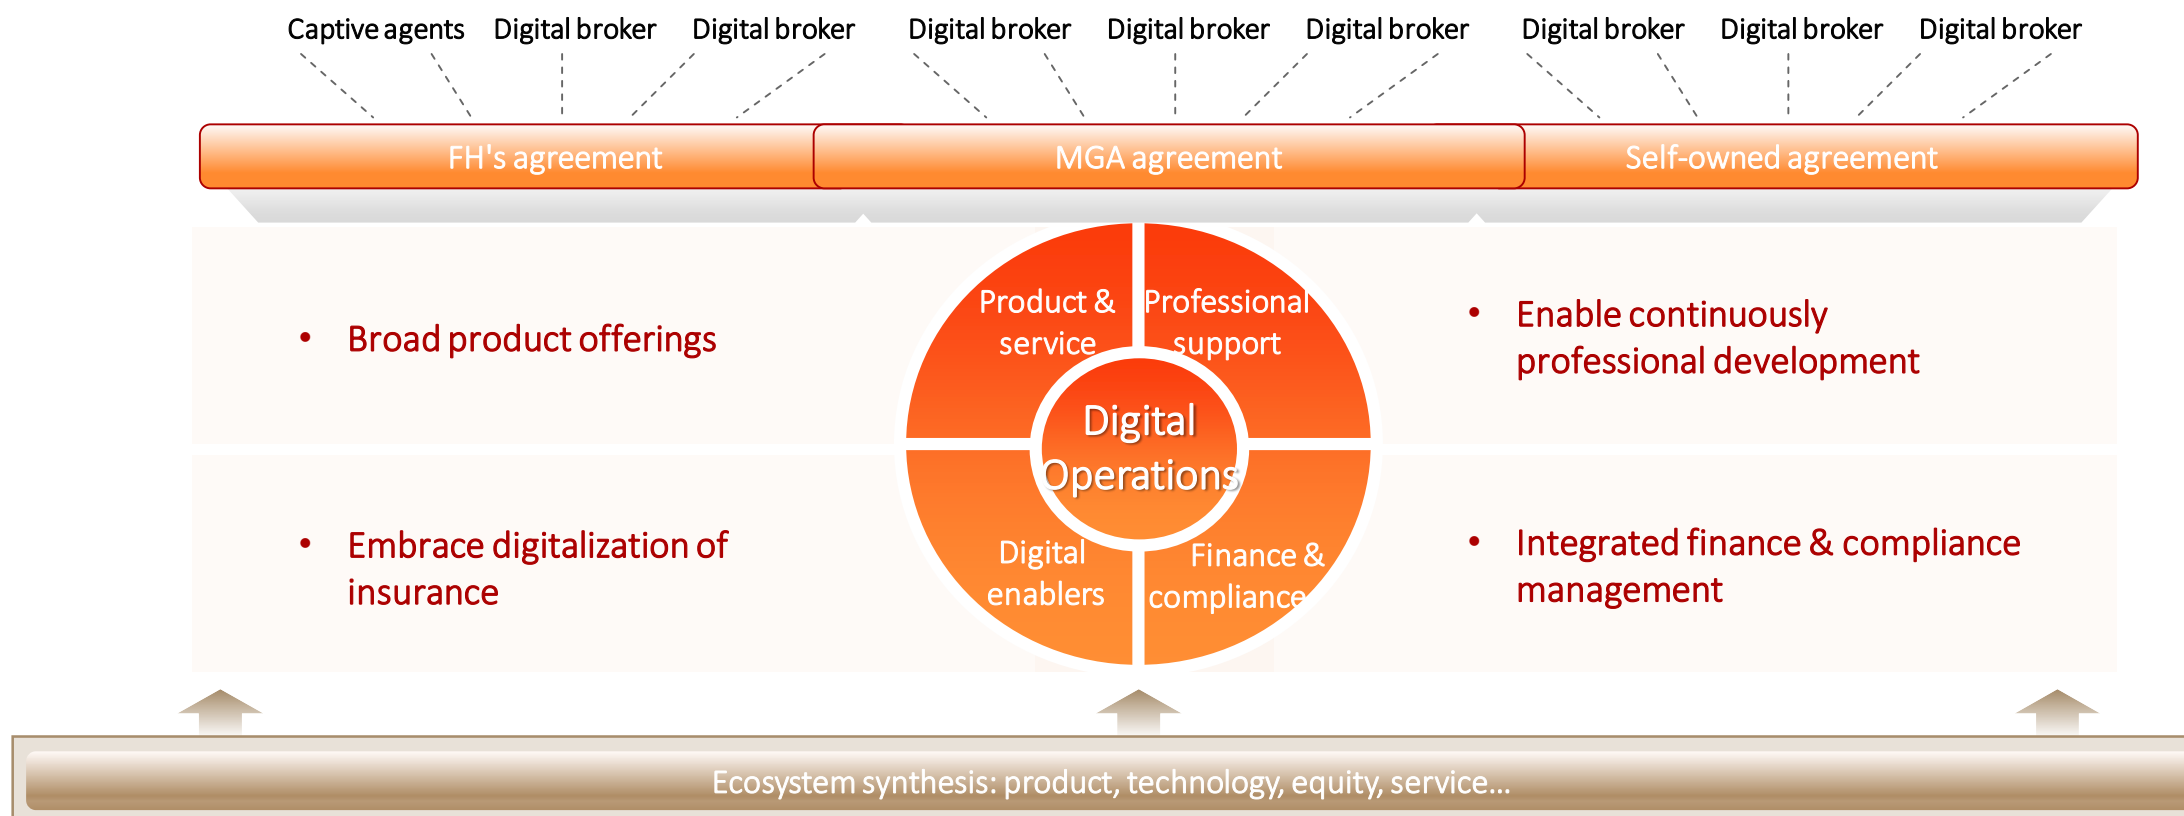 Captive agents Digital broker Digital broker Digital broker Digital broker Digital broker Digital broker Digital broker Digital broker
FH's agreement MGA agreement Self-owned agreement
• Broad product offerings
Product &
service
Professional
support
• Enable continuously
professional development
Digital
Operations
• Embrace digitalization of
insurance
Digital
enablers
Finance &
compliance
• Integrated finance & compliance
management
Ecosystem synthesis: product, technology, equity, service...